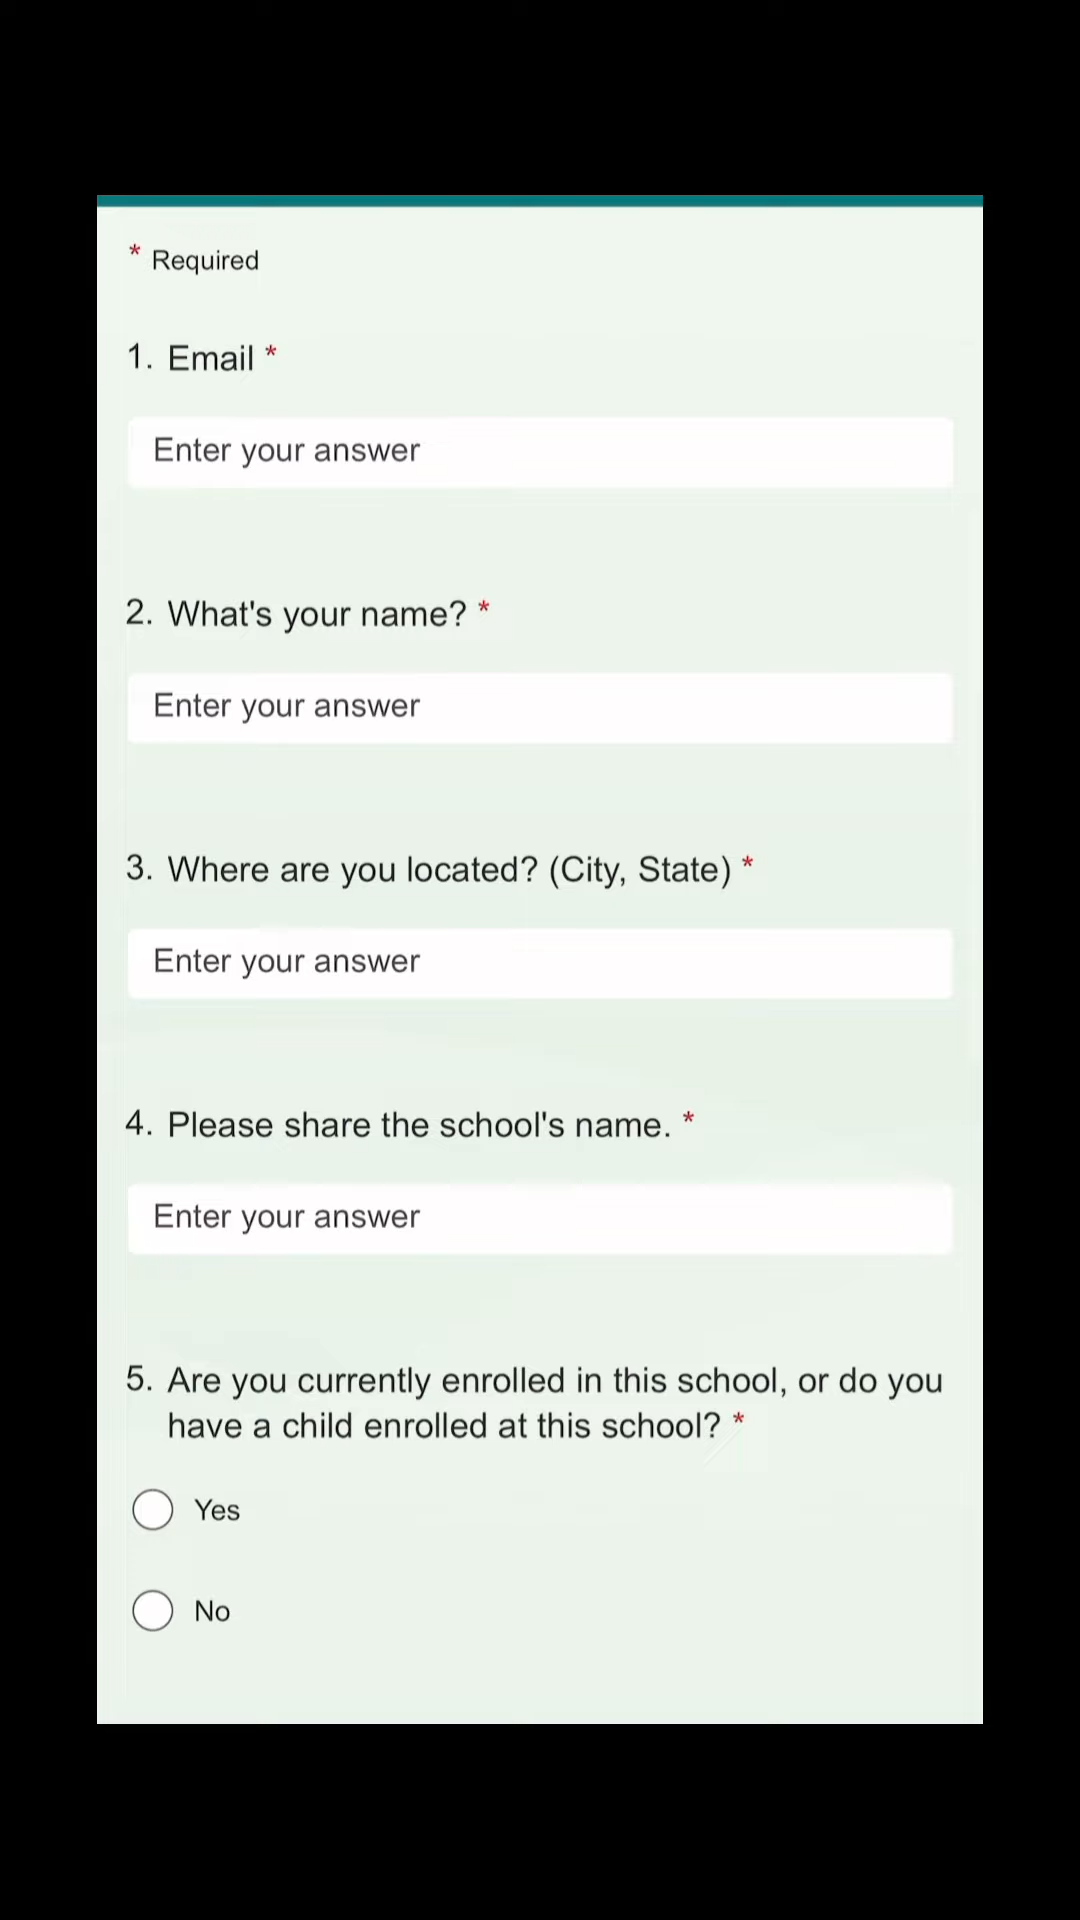 * Required
1. Email *
Enter your answer
2. What's your name? *
Enter your answer
3. Where are you located? (City, State) *
Enter your answer
4. Please share the school's name. *
Enter your answer
5. Are you currently enrolled in this school, or do you
have a child enrolled at this school? *
Yes
No